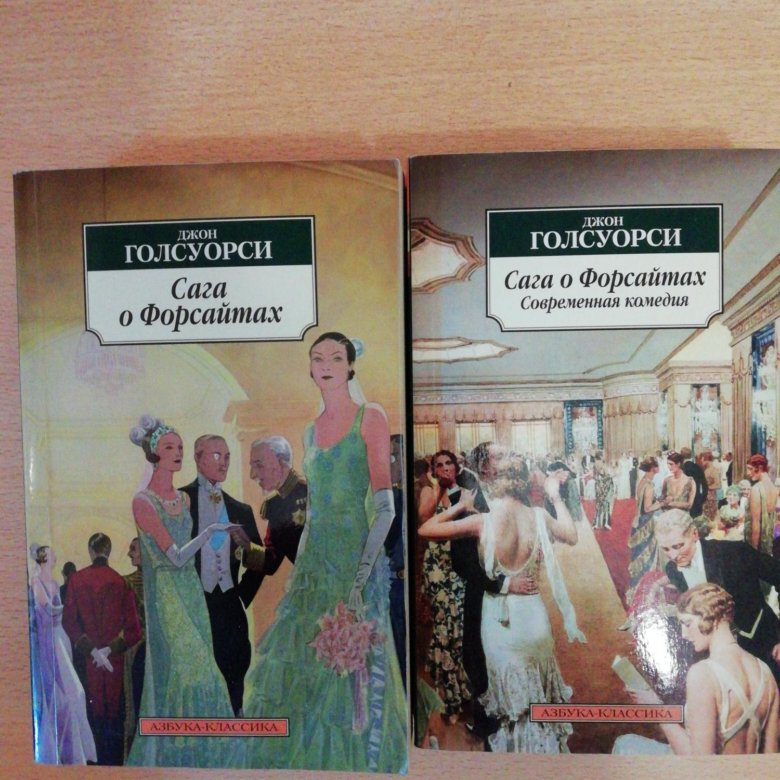 ДЖОН
ГОЛСУОРСИ
Сага
о Форсайтах
АЗБУКА-КЛАССИКА
ДЖОН
ГОЛСУОРСИ
Сага о Форсайтах
Современная комедия
АЗБУКА-КЛАССИКА